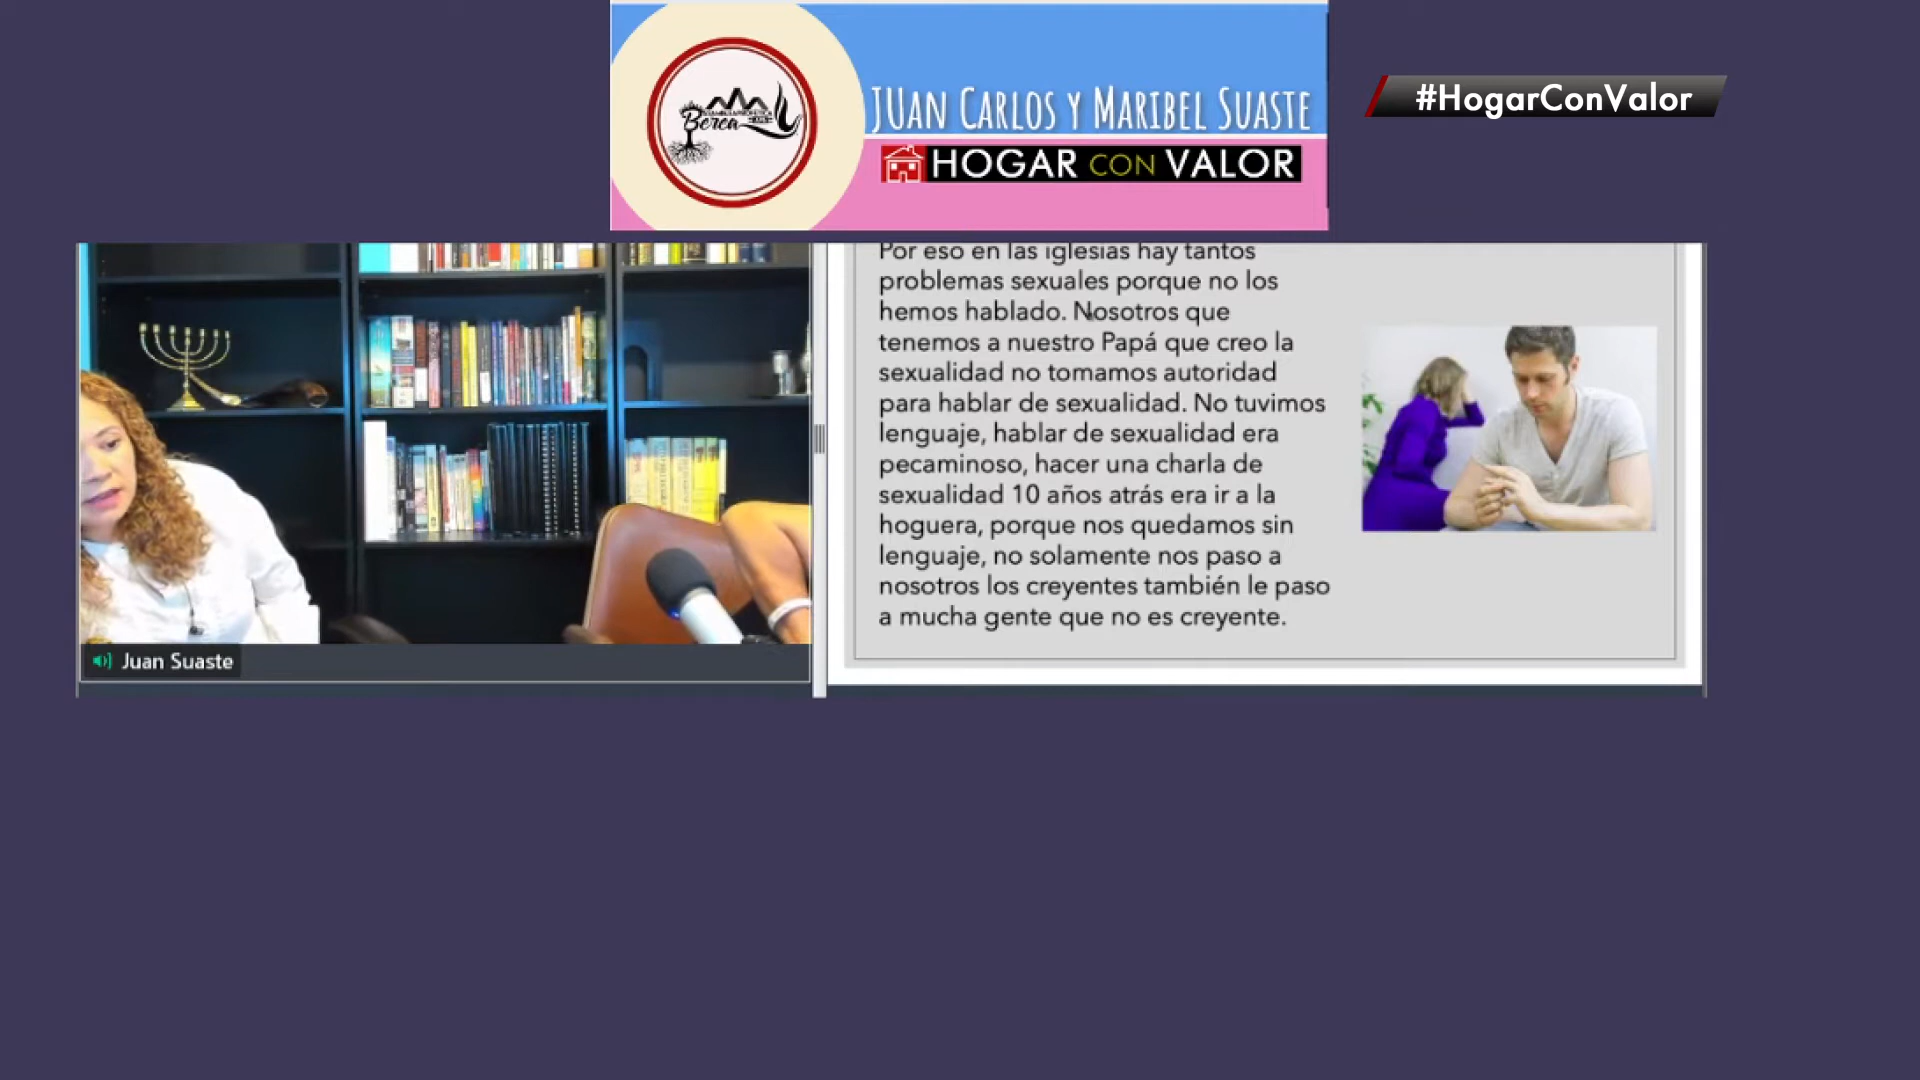 Berea
JUan Carlos y Maribel Suaste
HOGAR CON VALOR
#HogarConValor
Por eso en las iglesias hay tantos
problemas sexuales porque no los
hemos hablado. Nosotros que
tenemos a nuestro Papá que creo la
sexualidad no tomamos autoridad
para hablar de sexualidad. No tuvimos
lenguaje, hablar de sexualidad era
pecaminoso, hacer una charla de
sexualidad 10 años atrás era ir a la
hoguera, porque nos quedamos sin
lenguaje, no solamente nos paso a
nosotros los creyentes también le paso
a mucha gente que no es creyente.
Juan Suaste